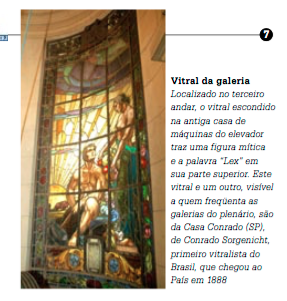 7
Vitral da galeria
Localizado no terceiro
andar, o vitral escondido
na antiga casa de
máquinas do elevador
traz uma figura mítica
e a palavra "Lex" em
sua parte superior. Este
vitral e um outro, visível
a quem freqüenta as
galerias do plenário, são
da Casa Conrado (SP),
de Conrado Sorgenicht,
primeiro vitralista do
Brasil, que chegou ao
País em 1888